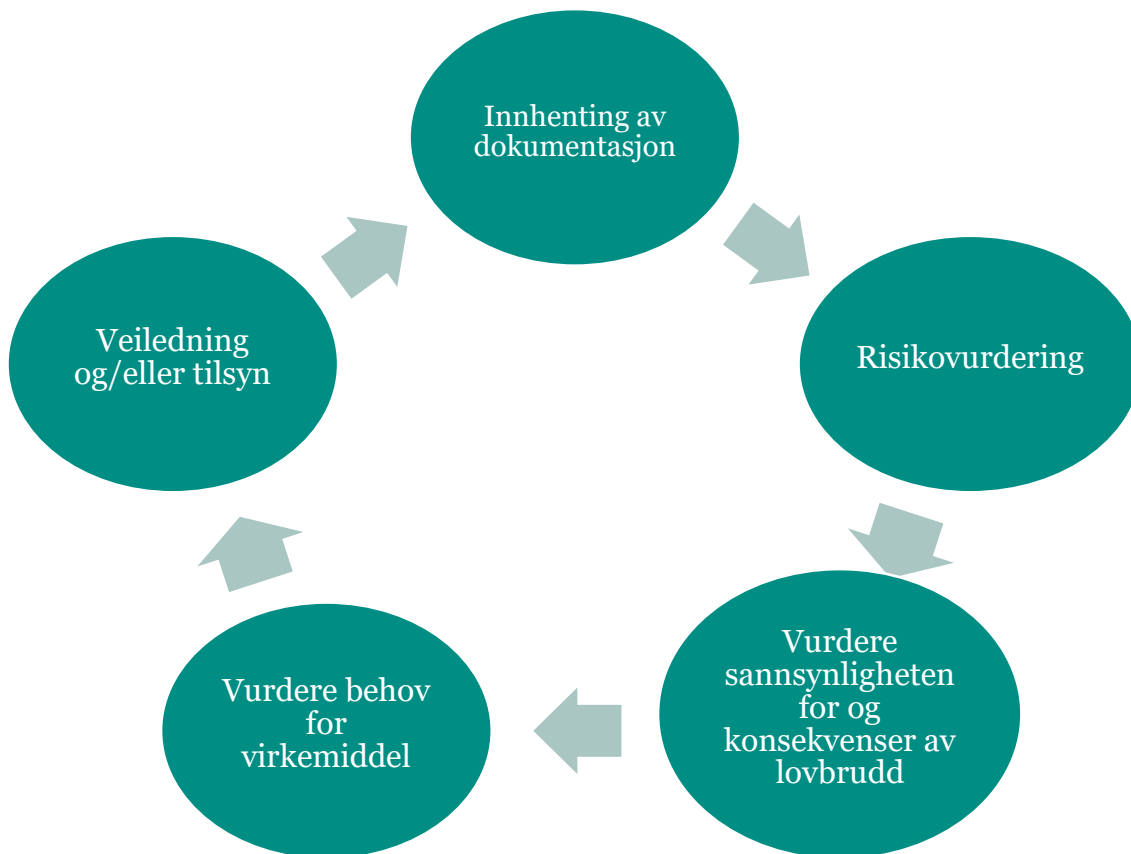 Innhenting av
dokumentasjon
Risikovurdering
Vurdere
sannsynligheten
for og
konsekvenser av
lovbrudd
Vurdere behov
for
virkemiddel
Veiledning
og/eller tilsyn